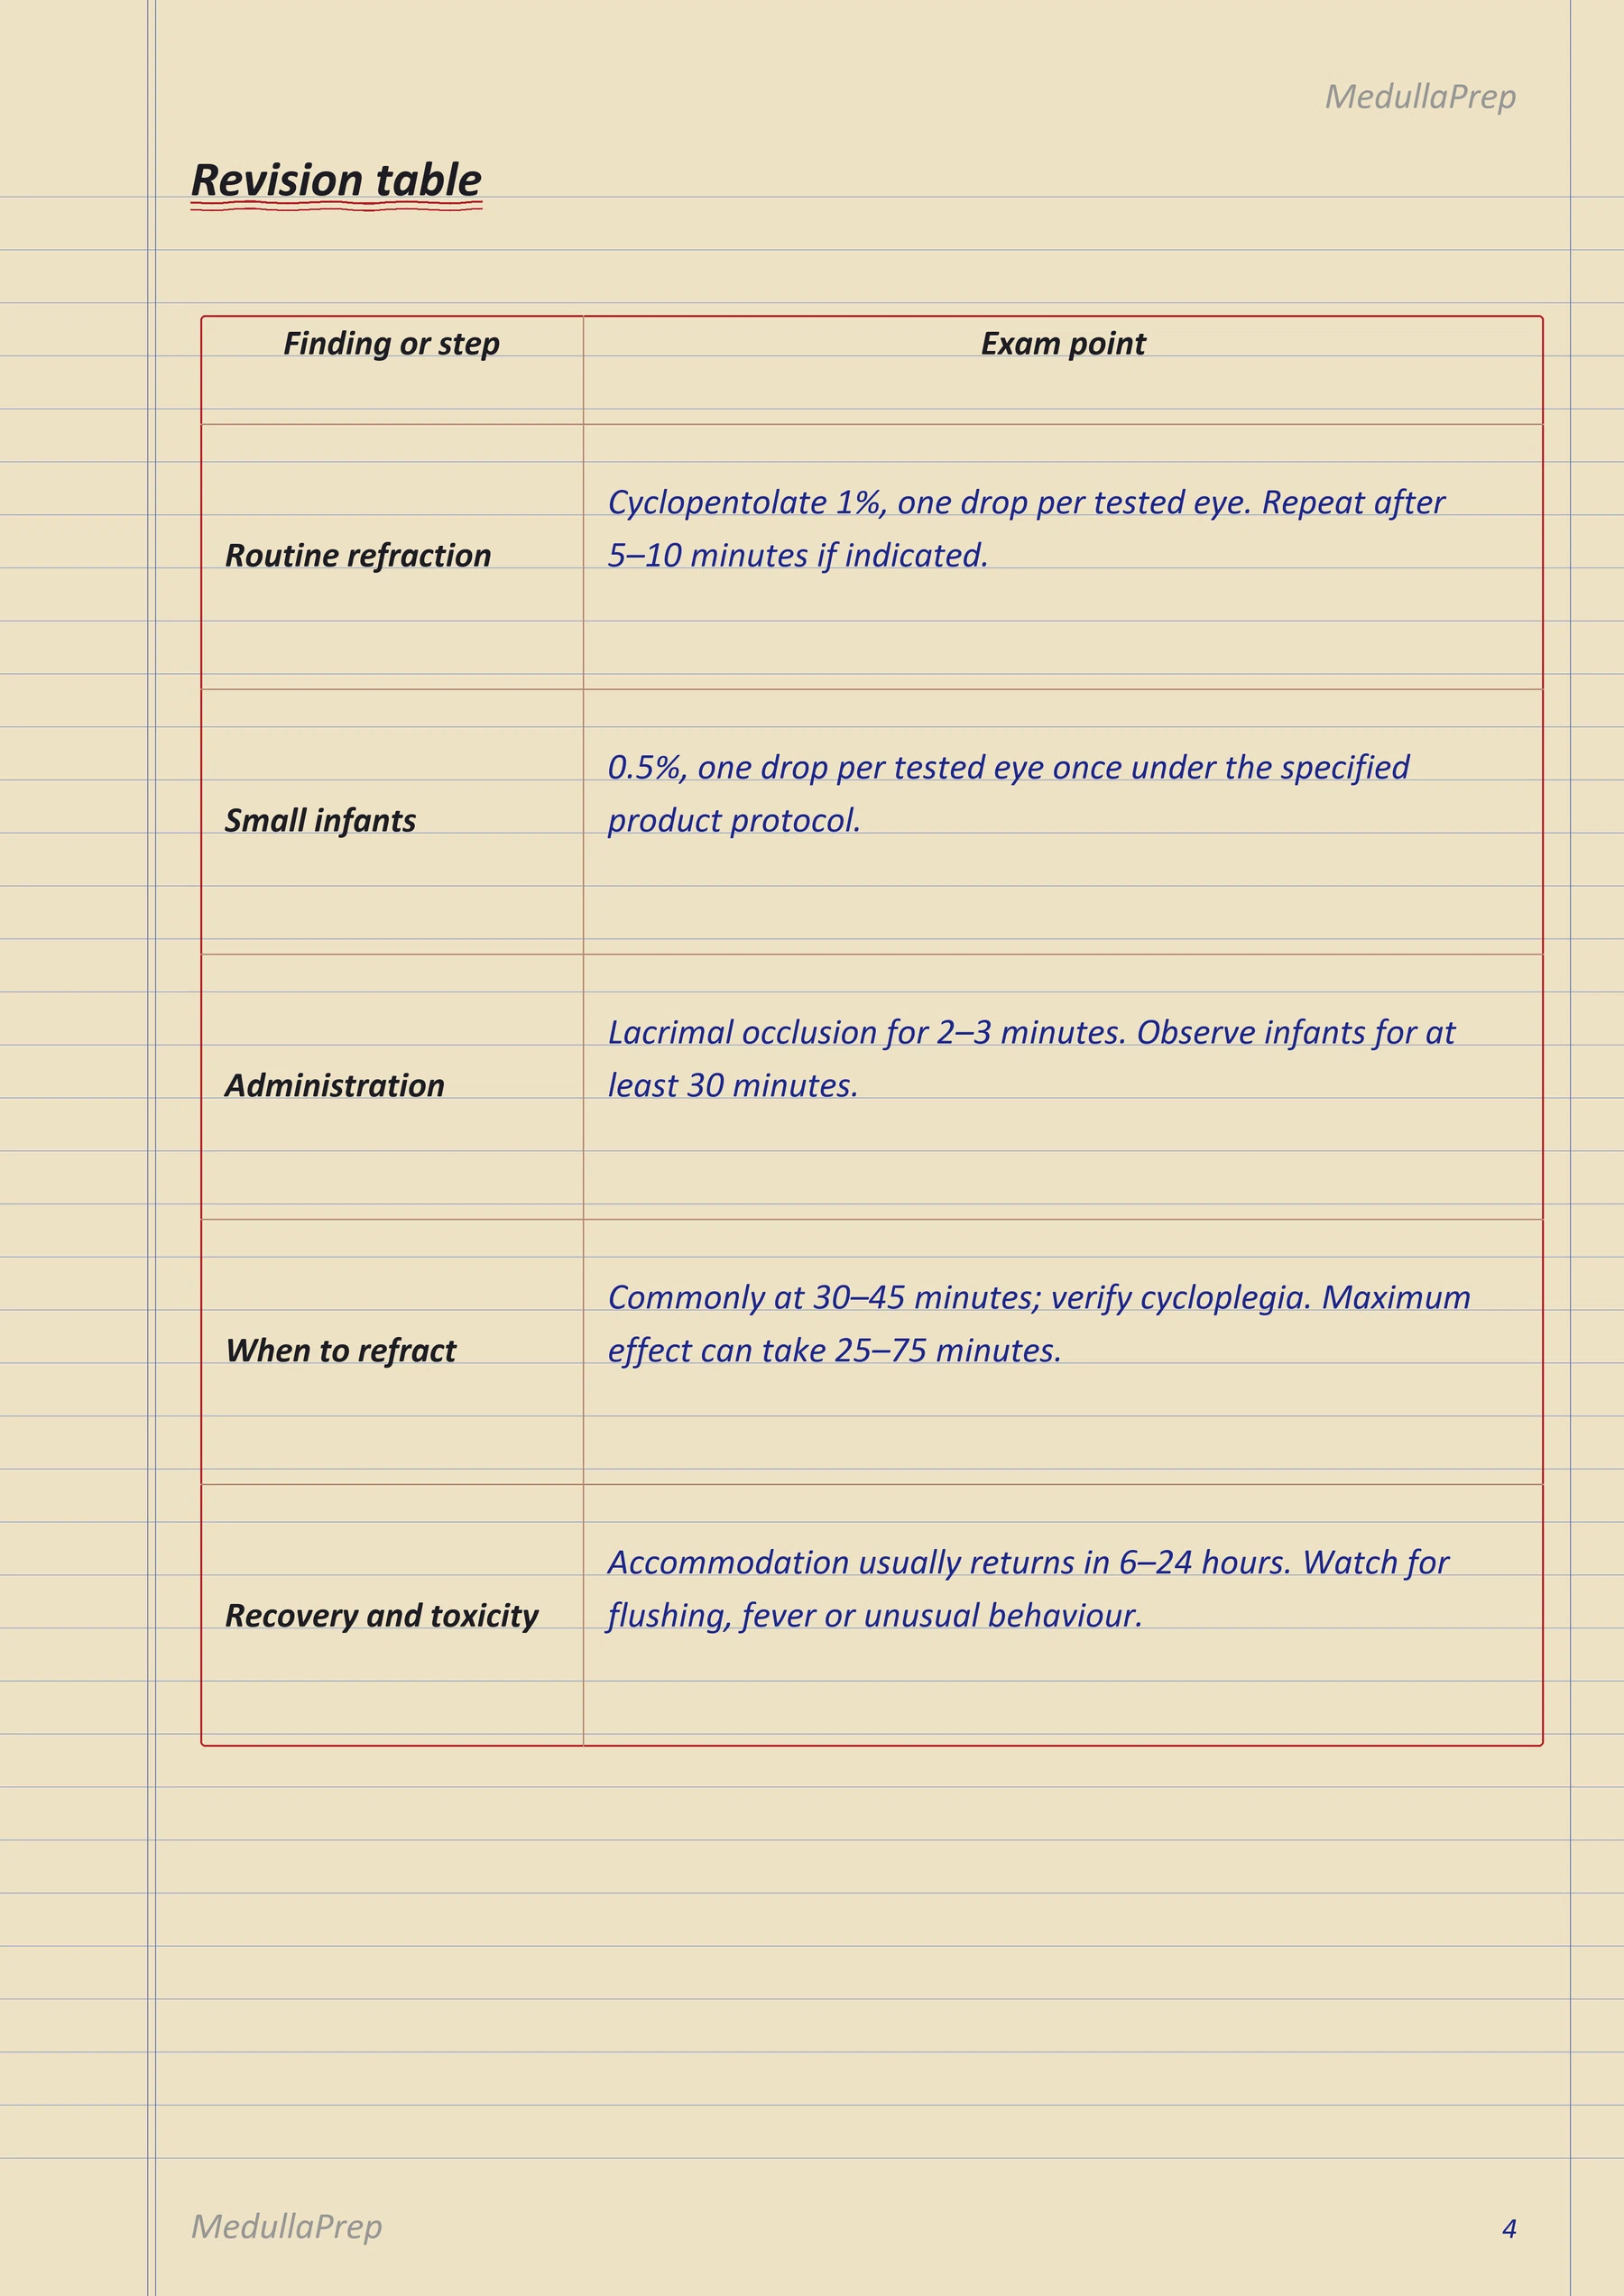 MedullaPrep
Revision table
Finding or step
Exam point
Routine refraction
Cyclopentolate 1%, one drop per tested eye. Repeat after
5–10 minutes if indicated.
Small infants
0.5%, one drop per tested eye once under the specified
product protocol.
Administration
Lacrimal occlusion for 2–3 minutes. Observe infants for at
least 30 minutes.
When to refract
Commonly at 30–45 minutes; verify cycloplegia. Maximum
effect can take 25–75 minutes.
Recovery and toxicity
Accommodation usually returns in 6–24 hours. Watch for
flushing, fever or unusual behaviour.
MedullaPrep
4